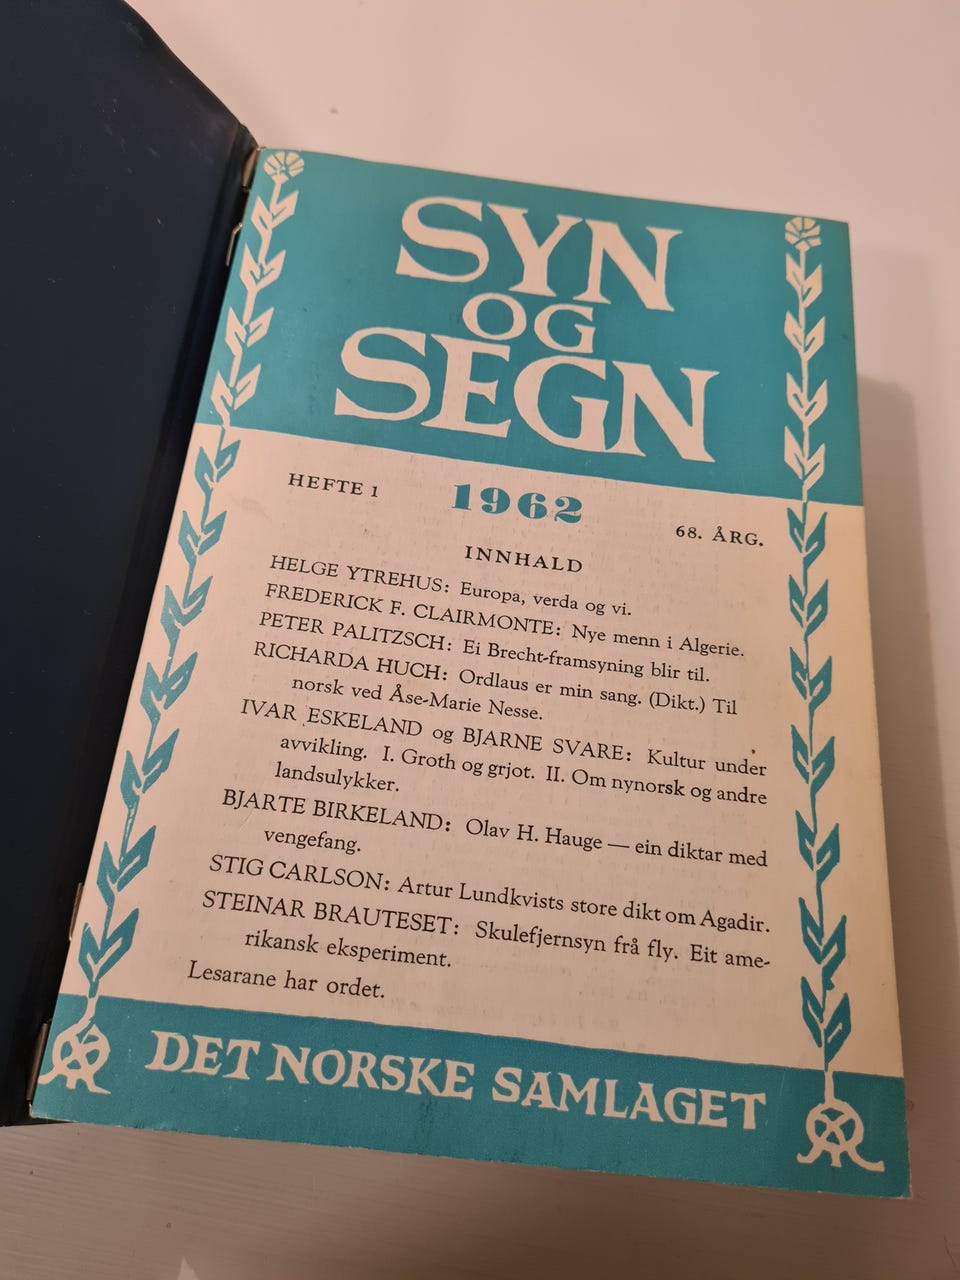 SYN
OG
SEGN
HEFTE 1
1962
68. ÅRG.
INNHALD
HELGE YTREHUS: Europa, verda og vi.
FREDERICK F. CLAIRMONTE: Nye menn i Algerie.
PETER PALITZSCH: Ei Brecht-framsyning blir til.
RICHARDA HUCH: Ordlaus er min sang. (Dikt.) Til
norsk ved Åse-Marie Nesse.
IVAR ESKELAND og BJARNE SVARE: Kultur under
avvikling. I. Groth og grjot. II. Om nynorsk og andre
landsulykker.
BJARTE BIRKELAND: Olav H. Hauge — ein diktar med
vengefang.
STIG CARLSON: Artur Lundkvists store dikt om Agadir.
STEINAR BRAUTESET: Skulefjernsyn frå fly. Eit ame-
rikansk eksperiment.
Lesarane har ordet.
DET NORSKE SAMLAGET